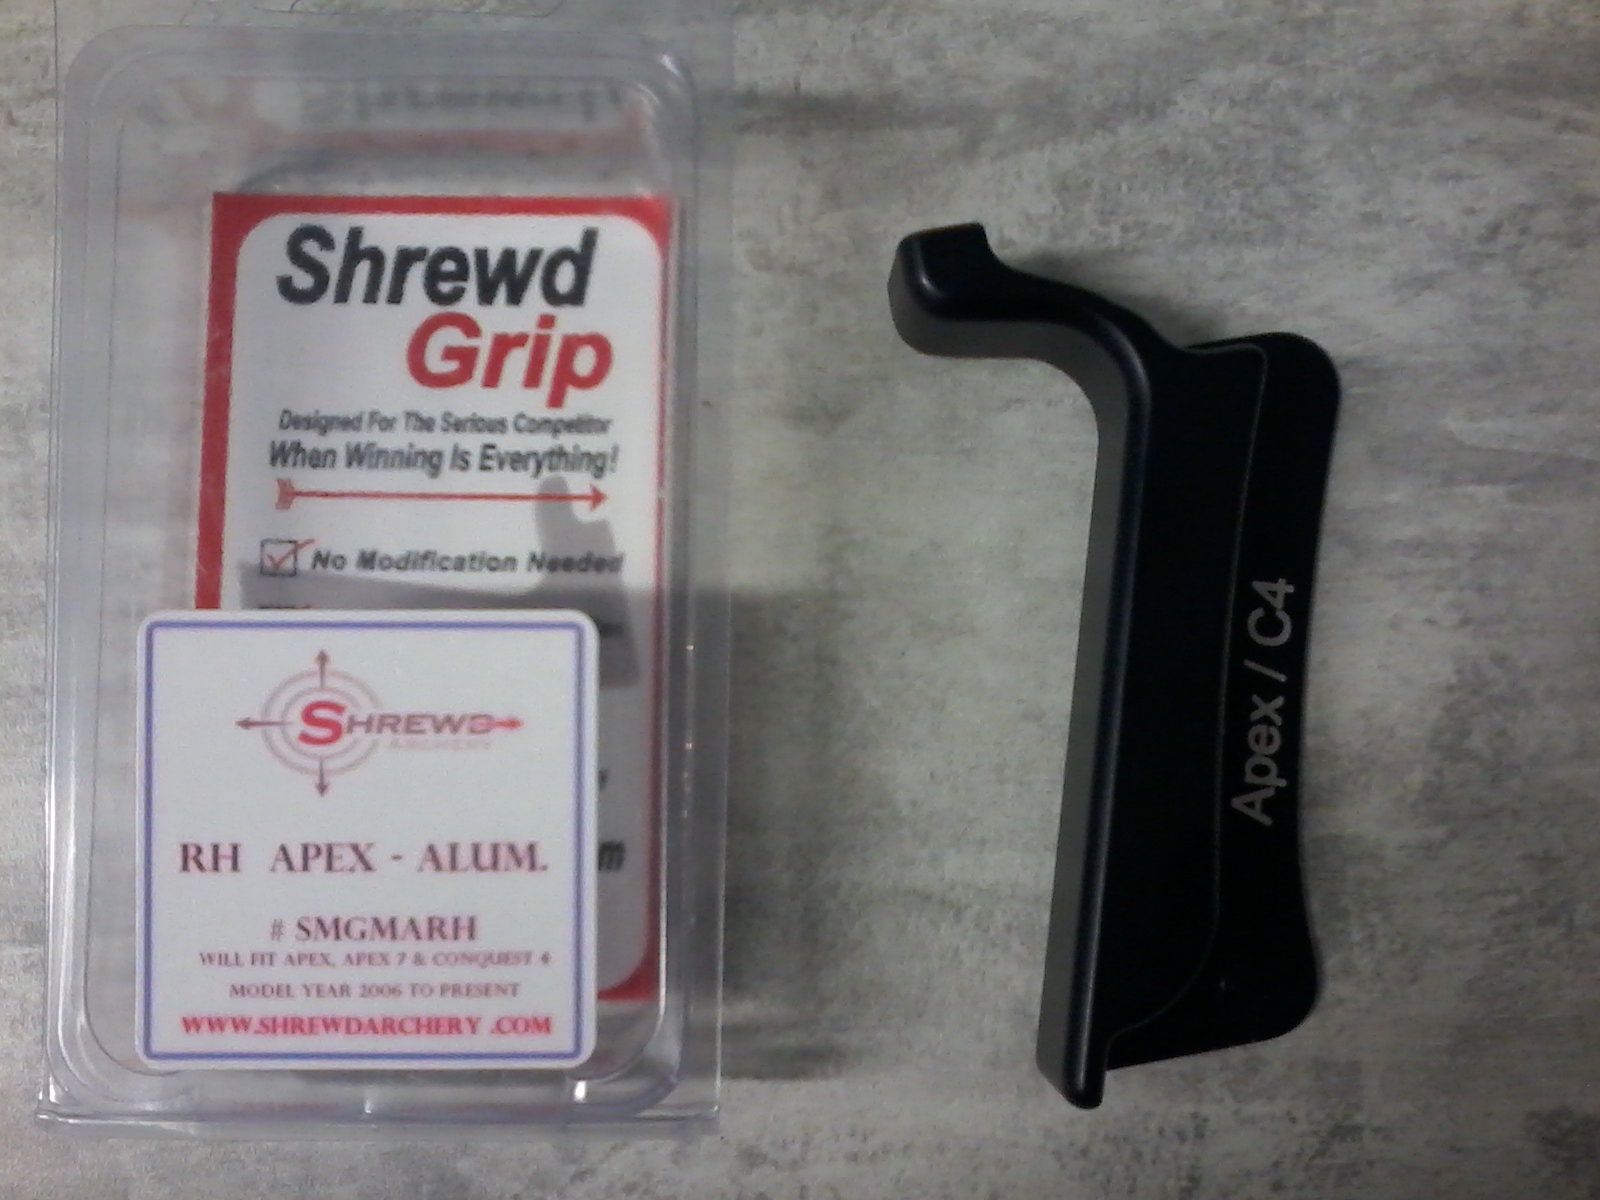 Shrewd
Grip
Designed For The Serious Competitor
When Winning Is Everything!
No Modification Needed
SHREWD
ARCHERY
RH APEX - ALUM.
# SMGMARH
WILL FIT APEX, APEX 7 & CONQUEST 4
MODEL YEAR 2006 TO PRESENT
WWW.SHREWDARCHERY .COM
Apex / C4